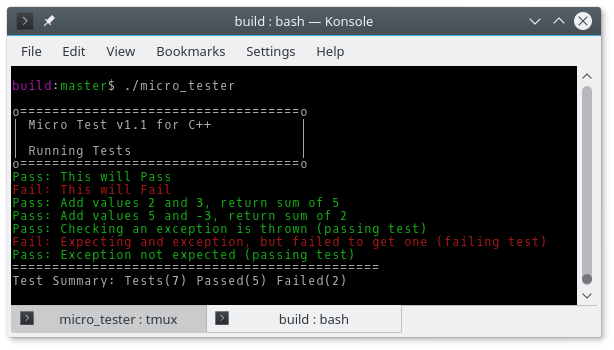 build : bash — Konsole
File Edit View Bookmarks Settings Help
build:master$ ./micro_tester
o===================================o
| Micro Test v1.1 for C++ |
| Running Tests |
o===================================o
Pass: This will Pass
Fail: This will Fail
Pass: Add values 2 and 3, return sum of 5
Pass: Add values 5 and -3, return sum of 2
Pass: Checking an exception is thrown (passing test)
Fail: Expecting and exception, but failed to get one (failing test)
Pass: Exception not expected (passing test)
==============================================
Test Summary: Tests(7) Passed(5) Failed(2)
micro_tester : tmux build : bash